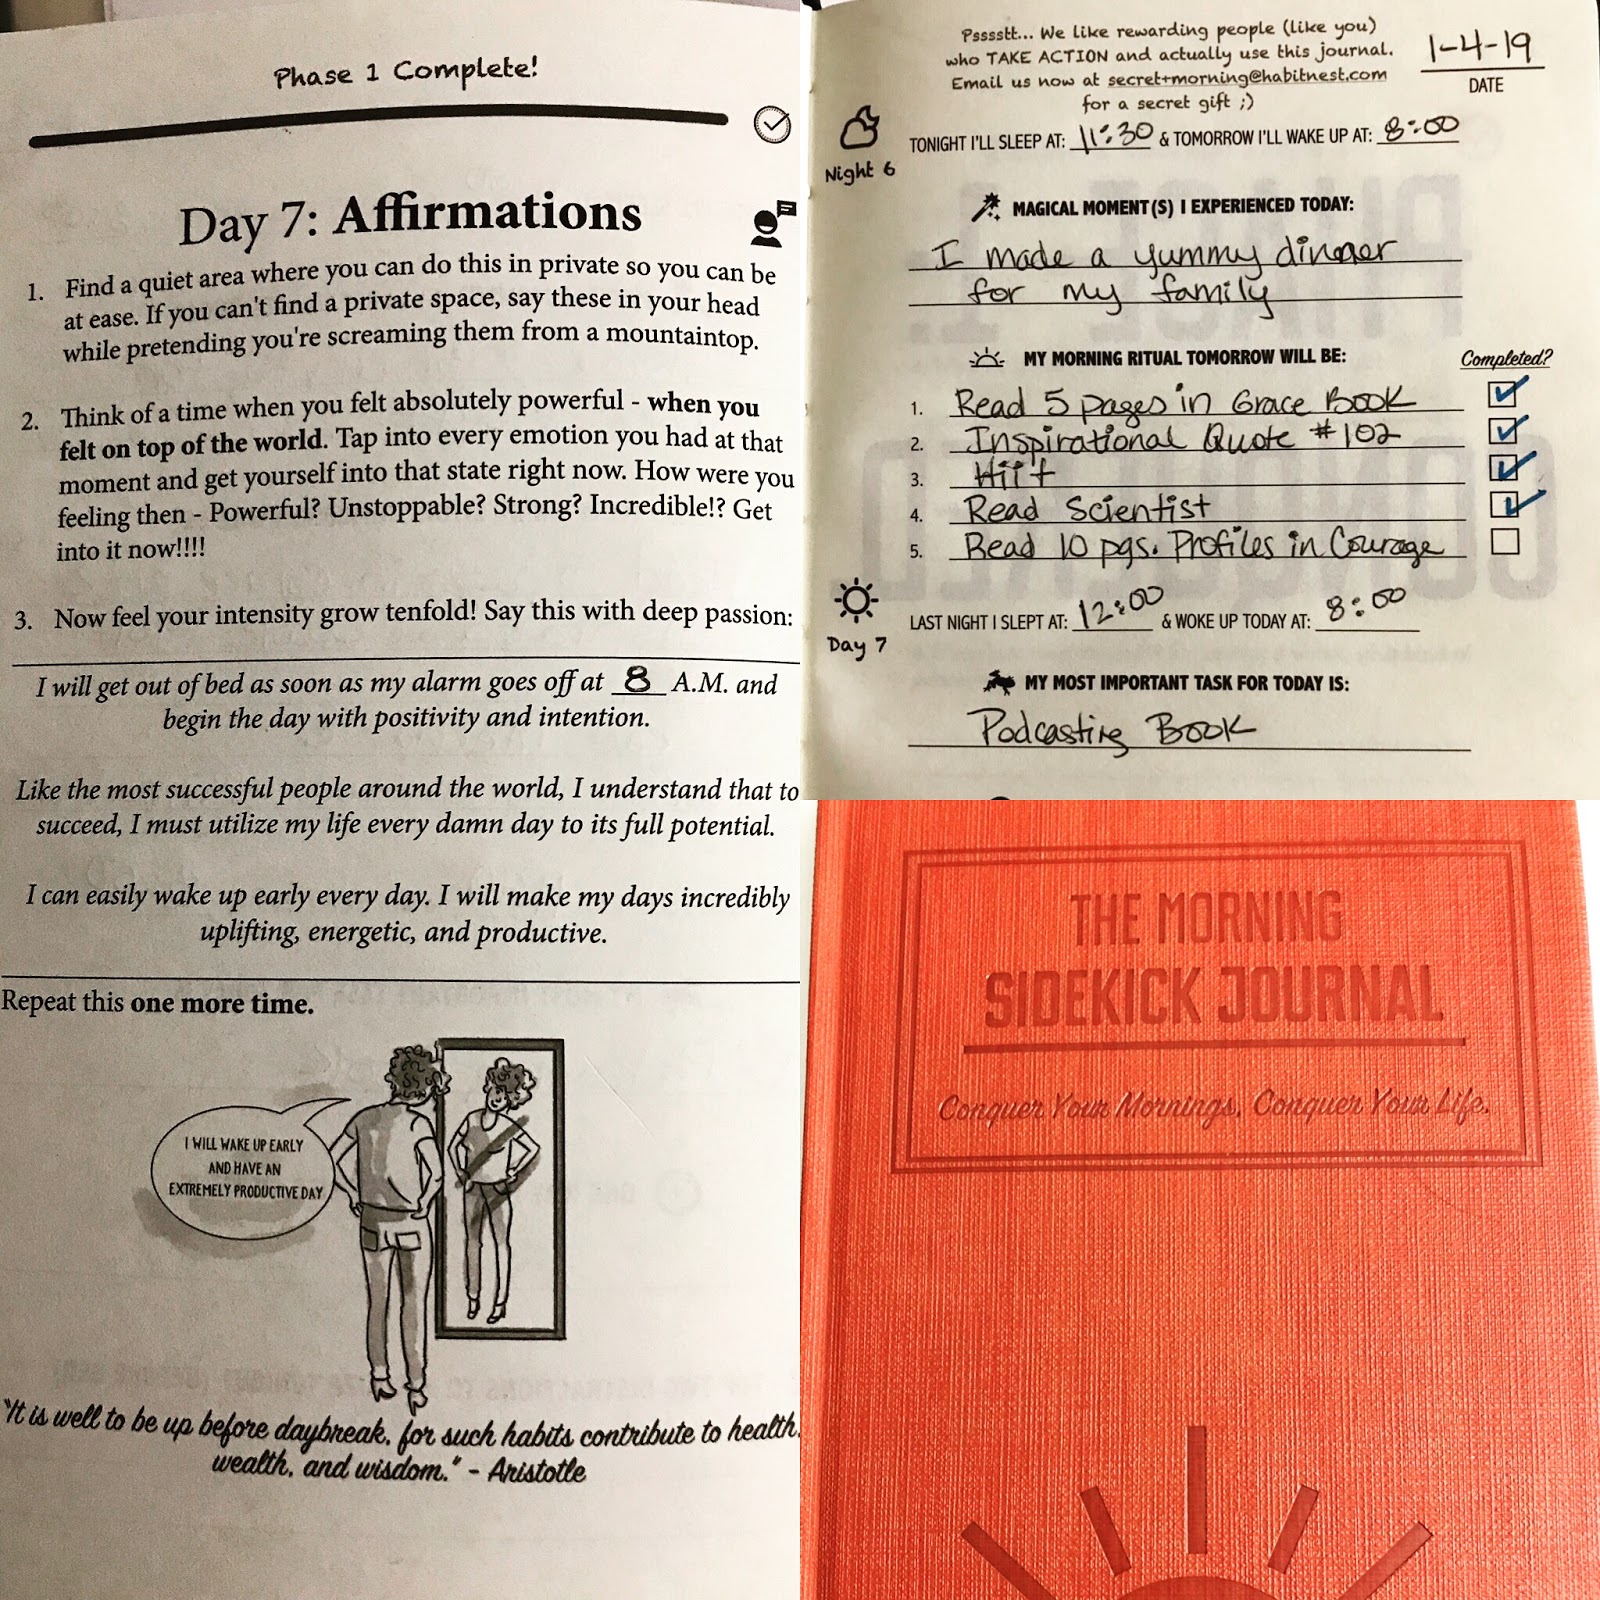 Phase 1 Complete!
Day 7: Affirmations
1. Find a quiet area where you can do this in private so you can be
at ease. If you can't find a private space, say these in your head
while pretending you're screaming them from a mountaintop.
2. Think of a time when you felt absolutely powerful - when you
felt on top of the world. Tap into every emotion you had at that
moment and get yourself into that state right now. How were you
feeling then - Powerful? Unstoppable? Strong? Incredible!? Get
into it now!!!!
3. Now feel your intensity grow tenfold! Say this with deep passion:
I will get out of bed as soon as my alarm goes off at 8 A.M. and
begin the day with positivity and intention.
Like the most successful people around the world, I understand that to
succeed, I must utilize my life every damn day to its full potential.
I can easily wake up early every day. I will make my days incredibly
uplifting, energetic, and productive.
Repeat this one more time.
I WILL WAKE UP EARLY
AND HAVE AN
EXTREMELY PRODUCTIVE DAY
"It is well to be up before daybreak, for such habits contribute to health,
wealth, and wisdom." - Aristotle
Psssstt... We like rewarding people (like you)
who TAKE ACTION and actually use this journal.
Email us now at secret+morning@habitnest.com
for a secret gift ;)
1-4-19
DATE
Night 6
TONIGHT I'LL SLEEP AT: 11:30 & TOMORROW I'LL WAKE UP AT: 8:00
MAGICAL MOMENT(S) I EXPERIENCED TODAY:
I made a yummy dinner
for my family
MY MORNING RITUAL TOMORROW WILL BE: Completed?
1. Read 5 pages in Grace Book
2. Inspirational Quote #102
3. Hiit
4. Read Scientist
5. Read 10 pgs. Profiles in Courage
Day 7
LAST NIGHT I SLEPT AT: 12:00 & WOKE UP TODAY AT: 8:00
MY MOST IMPORTANT TASK FOR TODAY IS:
Podcasting Book
THE MORNING
SIDEKICK JOURNAL
Conquer Your Mornings. Conquer Your Life.